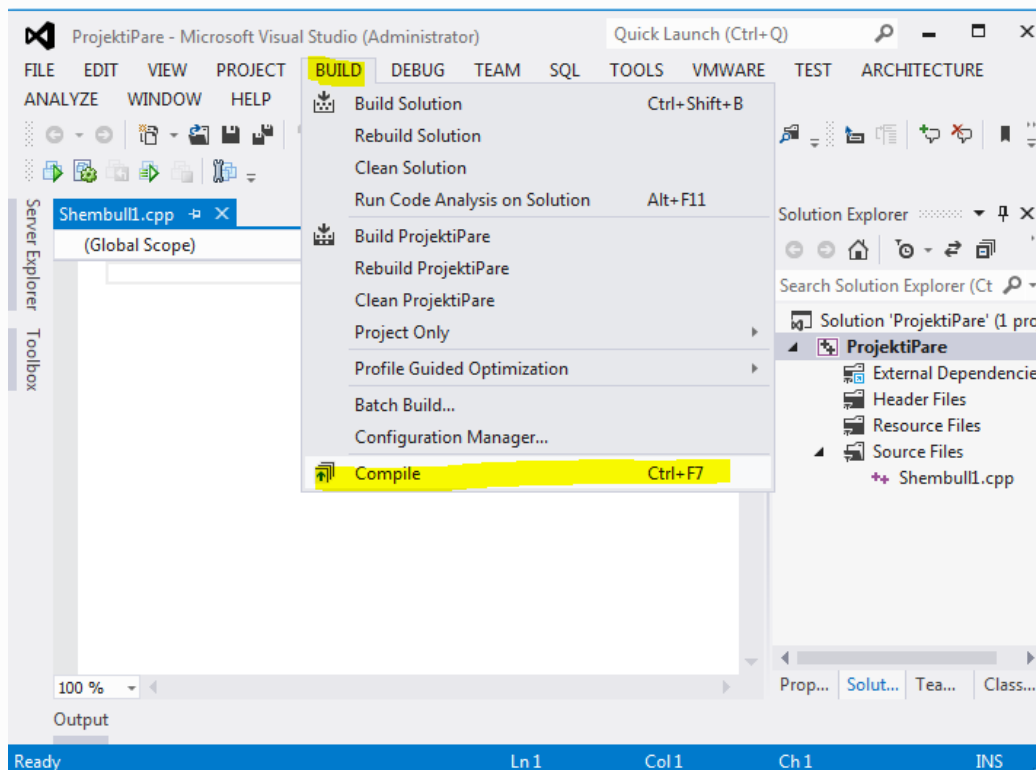 ProjektiPare - Microsoft Visual Studio (Administrator) Quick Launch (Ctrl+Q)
FILE EDIT VIEW PROJECT BUILD DEBUG TEAM SQL TOOLS VMWARE TEST ARCHITECTURE
ANALYZE WINDOW HELP
Build Solution Ctrl+Shift+B
Rebuild Solution
Clean Solution
Run Code Analysis on Solution Alt+F11
Build ProjektiPare
Rebuild ProjektiPare
Clean ProjektiPare
Project Only
Profile Guided Optimization
Batch Build...
Configuration Manager...
Compile Ctrl+F7
Server Explorer
Toolbox
Shembull1.cpp
(Global Scope)
100 %
Output
Solution Explorer
Search Solution Explorer (Ct
Solution 'ProjektiPare' (1 pro
ProjektiPare
External Dependencie
Header Files
Resource Files
Source Files
Shembull1.cpp
Prop... Solut... Tea... Class...
Ready Ln 1 Col 1 Ch 1 INS